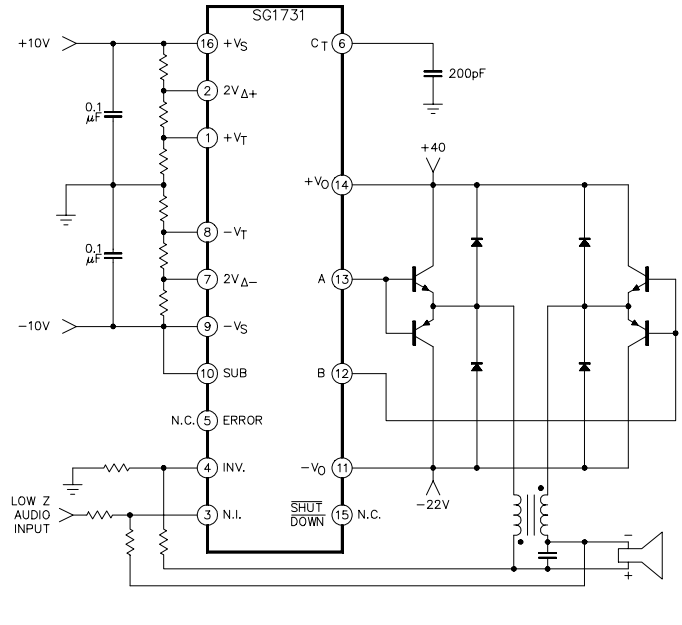 SG1731
+10V
16 +VS
CT 6
200pF
2 2VΔ+
0.1
μF
1 +VT
+40
+VO 14
8 −VT
0.1
μF
7 2VΔ−
A 13
−10V
9 −VS
10 SUB
B 12
N.C. 5 ERROR
4 INV.
−VO 11
−22V
LOW Z
AUDIO
INPUT
3 N.I.
SHUT
DOWN
15 N.C.
−
+